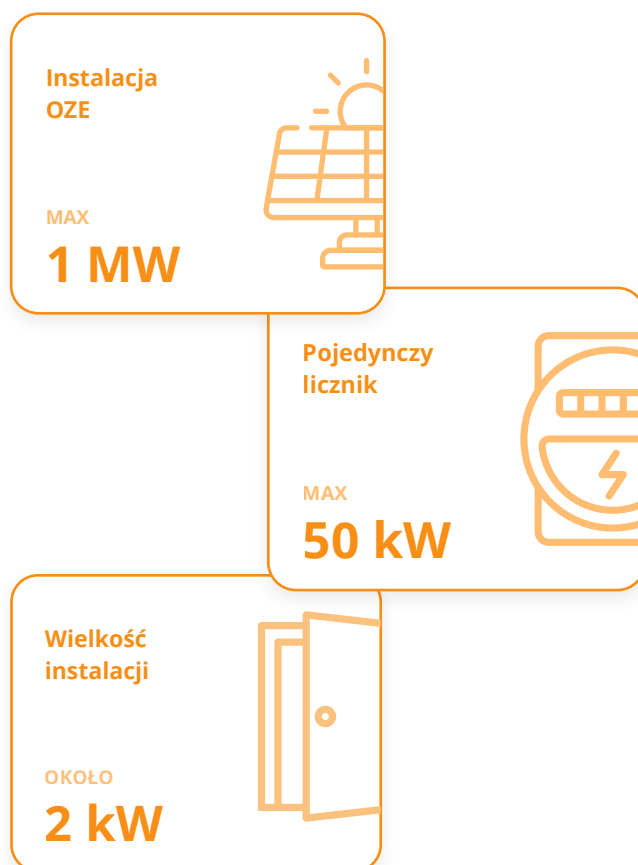 Instalacja
OZE
MAX
1 MW
Pojedynczy
licznik
MAX
50 kW
Wielkość
instalacji
OKOŁO
2 kW